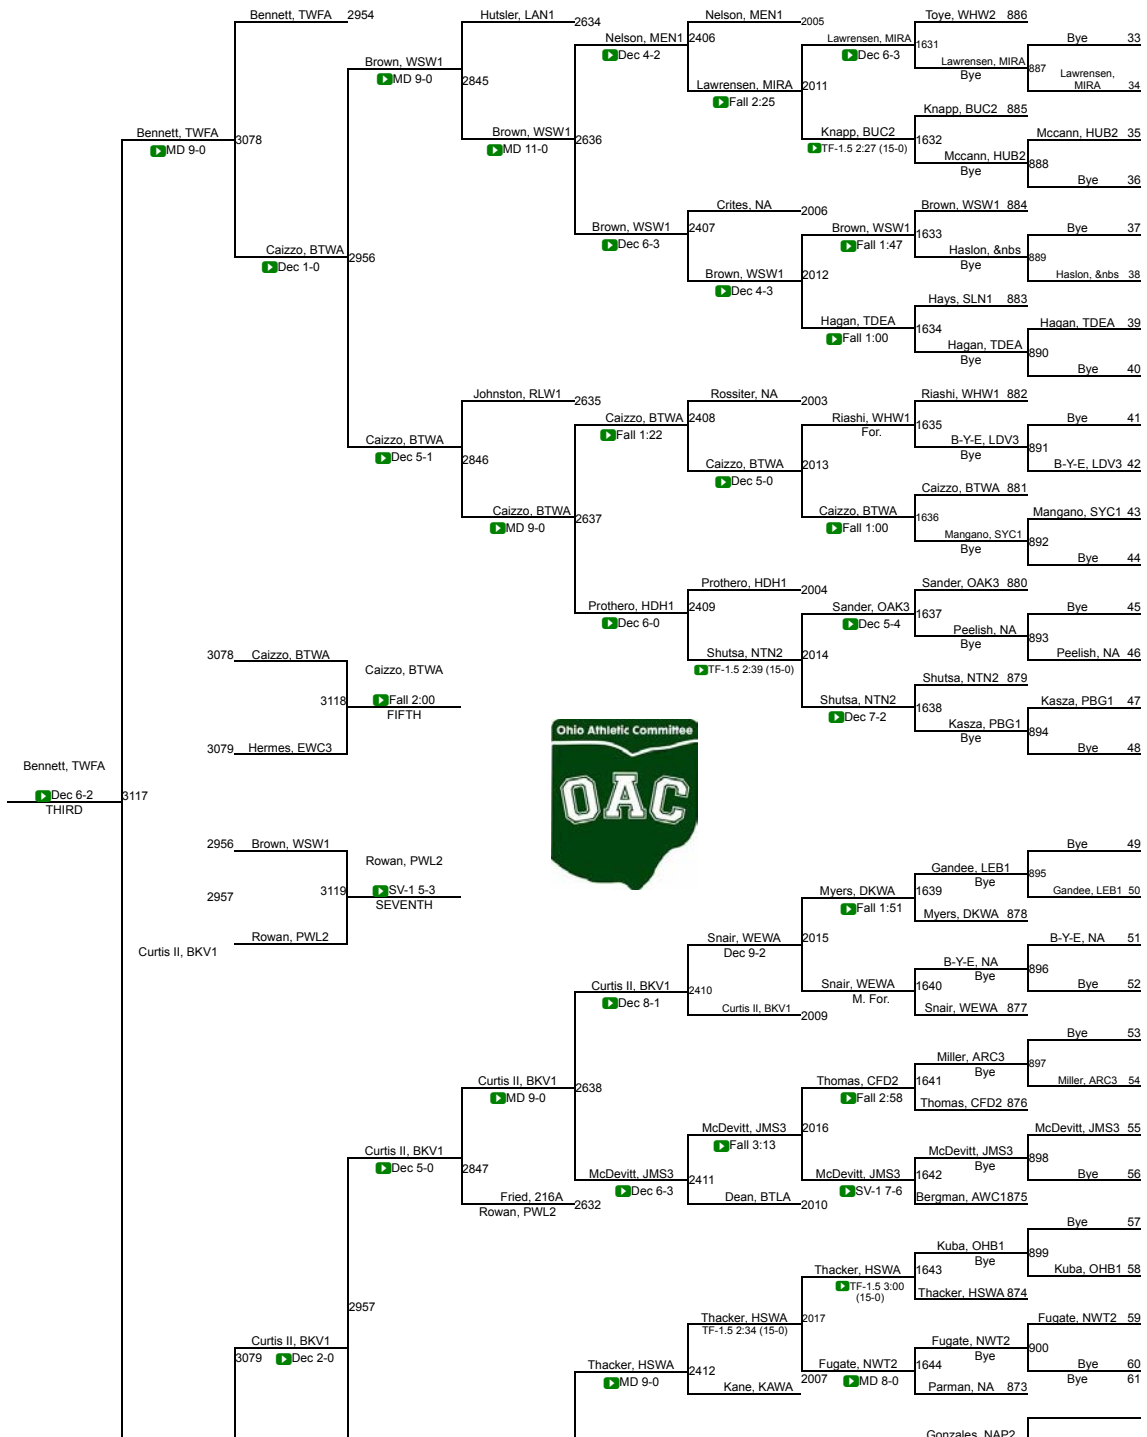 Bennett, TWFA 2954
Hutsler, LAN1
2634
Nelson, MEN1
2005
Toye, WHW2 886
Nelson, MEN1
2406
Dec 4-2
Lawrensen, MIRA
1631
Dec 6-3
Bye 33
Brown, WSW1
MD 9-0
2845
Lawrensen, MIRA
Bye
887
Lawrensen,
MIRA 34
Lawrensen, MIRA
Fall 2:25
2011
Knapp, BUC2 885
Bennett, TWFA
MD 9-0
3078
Brown, WSW1
MD 11-0
2636
Knapp, BUC2
TF-1.5 2:27 (15-0)
1632
Mccann, HUB2 35
Mccann, HUB2
Bye
888
Bye 36
Crites, NA
2006
Brown, WSW1 884
Brown, WSW1
Dec 6-3
2407
Brown, WSW1
Fall 1:47
1633
Bye 37
Caizzo, BTWA
Dec 1-0
2956
Haslon, &nbs
Bye
889
Haslon, &nbs 38
Brown, WSW1
Dec 4-3
2012
Hays, SLN1 883
Hagan, TDEA
Fall 1:00
1634
Hagan, TDEA 39
Hagan, TDEA
Bye
890
Bye 40
Johnston, RLW1
2635
Rossiter, NA
2003
Riashi, WHW1 882
Caizzo, BTWA
Fall 1:22
2408
Riashi, WHW1
For.
1635
Bye 41
Caizzo, BTWA
Dec 5-1
2846
B-Y-E, LDV3
Bye
891
B-Y-E, LDV3 42
Caizzo, BTWA
Dec 5-0
2013
Caizzo, BTWA 881
Caizzo, BTWA
MD 9-0
2637
Caizzo, BTWA
Fall 1:00
1636
Mangano, SYC1 43
Mangano, SYC1
Bye
892
Bye 44
Prothero, HDH1
2004
Sander, OAK3 880
Prothero, HDH1
Dec 6-0
2409
Sander, OAK3
Dec 5-4
1637
Bye 45
Peelish, NA
Bye
893
Peelish, NA 46
3078 Caizzo, BTWA
Caizzo, BTWA
Shutsa, NTN2
TF-1.5 2:39 (15-0)
2014
Shutsa, NTN2 879
3118
Fall 2:00
FIFTH
Shutsa, NTN2
Dec 7-2
1638
Kasza, PBG1 47
Kasza, PBG1
Bye
894
3079 Hermes, EWC3
Bye 48
Ohio Athletic Committee
OAC
Bennett, TWFA
Dec 6-2
3117
THIRD
2956 Brown, WSW1
Rowan, PWL2
Bye 49
2957
3119
SV-1 5-3
SEVENTH
Gandee, LEB1
Bye
895
Gandee, LEB1 50
Myers, DKWA
Fall 1:51
1639
Myers, DKWA 878
Curtis II, BKV1
Rowan, PWL2
Snair, WEWA
Dec 9-2
2015
B-Y-E, NA 51
B-Y-E, NA
Bye
896
Curtis II, BKV1
Dec 8-1
2410
Snair, WEWA
M. For.
1640
Bye 52
Curtis II, BKV1
2009
Snair, WEWA 877
Bye 53
Miller, ARC3
Bye
897
Curtis II, BKV1
MD 9-0
2638
Thomas, CFD2
Fall 2:58
1641
Miller, ARC3 54
Thomas, CFD2 876
McDevitt, JMS3
Fall 3:13
2016
McDevitt, JMS3 55
Curtis II, BKV1
Dec 5-0
2847
McDevitt, JMS3
Bye
898
McDevitt, JMS3
Dec 6-3
2411
McDevitt, JMS3
SV-1 7-6
1642
Bye 56
Fried, 216A
Rowan, PWL2
2632
Dean, BTLA
2010
Bergman, AWC1 875
Bye 57
Kuba, OHB1
Bye
899
Thacker, HSWA
TF-1.5 3:00
(15-0)
1643
Kuba, OHB1 58
Thacker, HSWA 874
2957
Thacker, HSWA
TF-1.5 2:34 (15-0)
2017
Fugate, NWT2 59
Curtis II, BKV1
3079
Dec 2-0
Fugate, NWT2
Bye
900
Thacker, HSWA
MD 9-0
2412
Fugate, NWT2
2007
MD 8-0
1644
Bye 60
Bye 61
Kane, KAWA
Parman, NA 873
Gonzales, NAP2